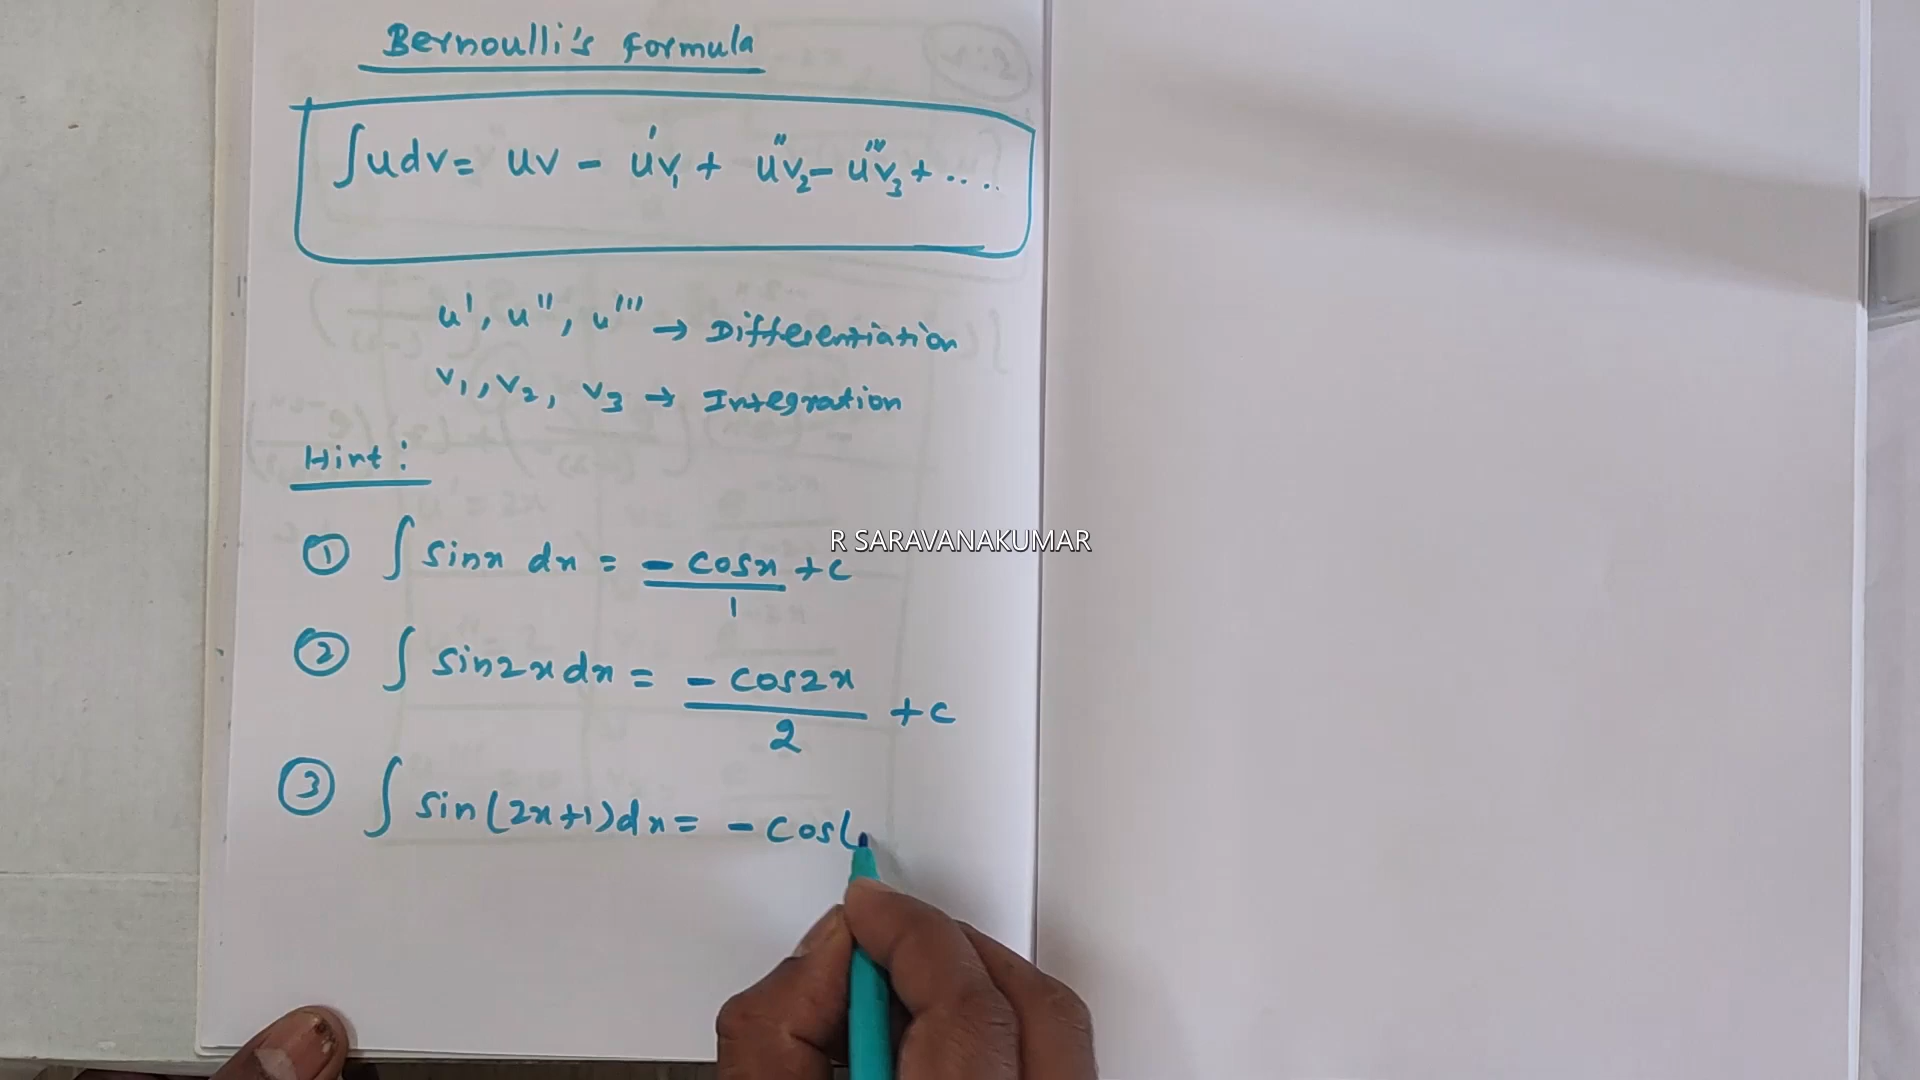 Bernoulli's formula
∫udv = uv - u'v₁ + u''v₂ - u'''v₃ + ....
u', u'', u''' → Differentiation
v₁, v₂, v₃ → Integration
Hint:
① ∫ sinx dx = - cosx / 1 + c
R SARAVANAKUMAR
② ∫ sin2x dx = - cos2x / 2 + c
③ ∫ sin(2x+1)dx = - cos(